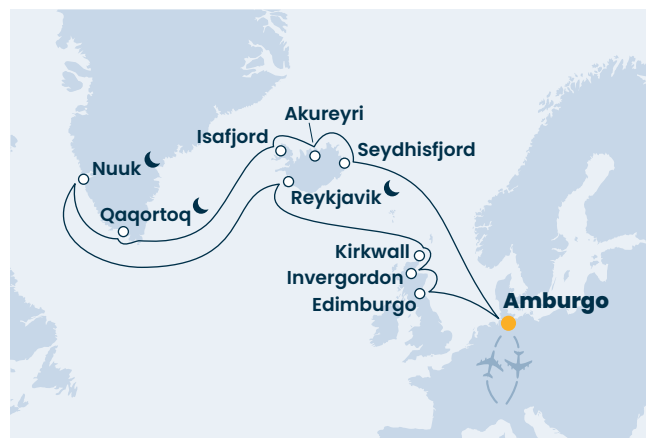 Akureyri
Isafjord
Seydhisfjord
Nuuk
Reykjavik
Qaqortoq
Kirkwall
Invergordon
Edimburgo
Amburgo